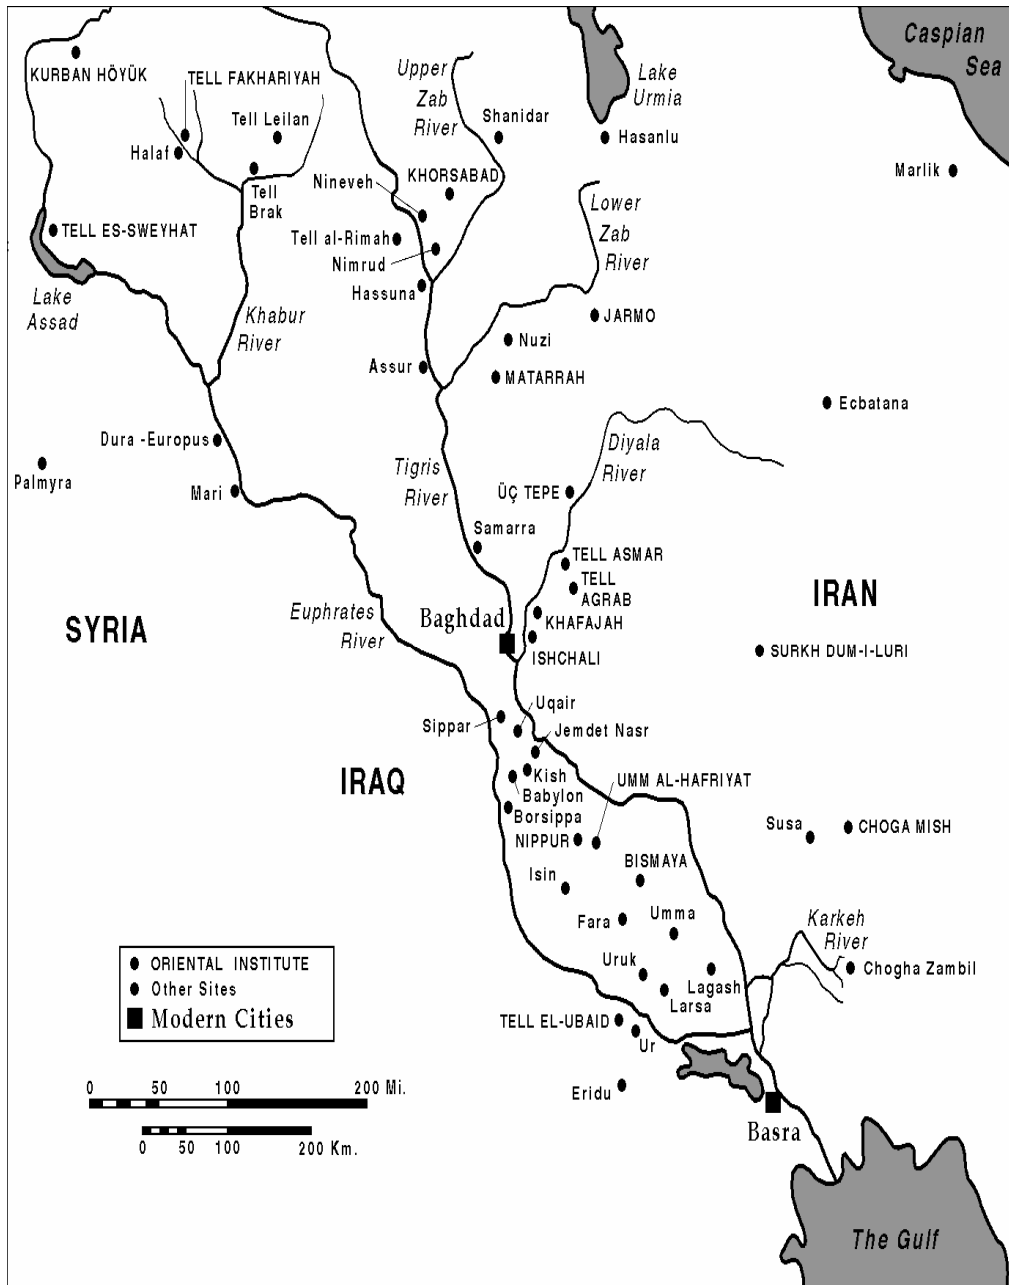 Caspian
Sea
KURBAN HÖYÜK
TELL FAKHARIYAH
Upper
Zab
River
Lake
Urmia
Tell Leilan
Shanidar
Hasanlu
Halaf
Marlik
Nineveh
KHORSABAD
Tell
Brak
Lower
Zab
River
TELL ES-SWEYHAT
Tell al-Rimah
Nimrud
Hassuna
Lake
Assad
Khabur
River
JARMO
Nuzi
Assur
MATARRAH
Ecbatana
Dura -Europus
Diyala
River
Palmyra
Mari
Tigris
River
ÜÇ TEPE
Samarra
TELL ASMAR
TELL
AGRAB
IRAN
Euphrates
River
Baghdad
KHAFAJAH
SYRIA
ISHCHALI
SURKH DUM-I-LURI
Uqair
Sippar
Jemdet Nasr
IRAQ
Kish
UMM AL-HAFRIYAT
Babylon
Borsippa
Susa
CHOGA MISH
NIPPUR
BISMAYA
Isin
Fara
Umma
Karkeh
River
Uruk
Chogha Zambil
Lagash
Larsa
ORIENTAL INSTITUTE
Other Sites
Modern Cities
TELL EL-UBAID
Ur
Eridu
0 50 100 200 Mi.
0 50 100 200 Km.
Basra
The Gulf